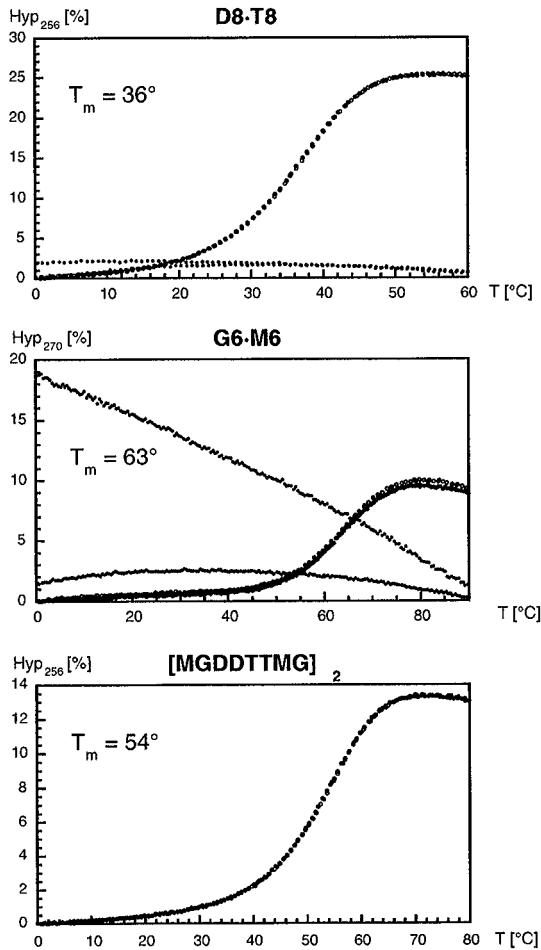 Hyp256 [%] D8·T8
30
25
20
15
10
5
0
Tm = 36°
0 10 20 30 40 50 60 T [°C]
Hyp270 [%] G6·M6
20
15
10
5
0
Tm = 63°
0 20 40 60 80 T [°C]
Hyp256 [%] [MGDDTTMG]2
14
12
10
8
6
4
2
0
Tm = 54°
0 10 20 30 40 50 60 70 80 T [°C]